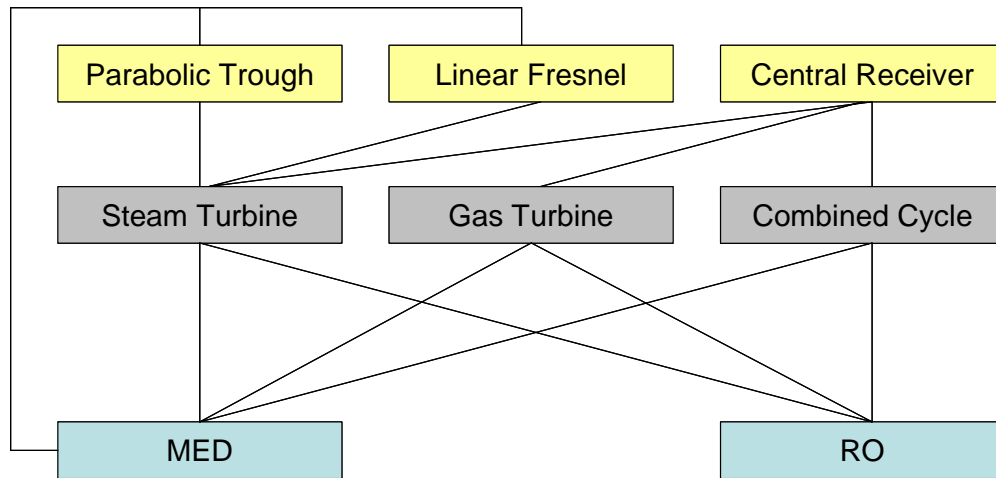 Parabolic Trough
Linear Fresnel
Central Receiver
Steam Turbine
Gas Turbine
Combined Cycle
MED
RO